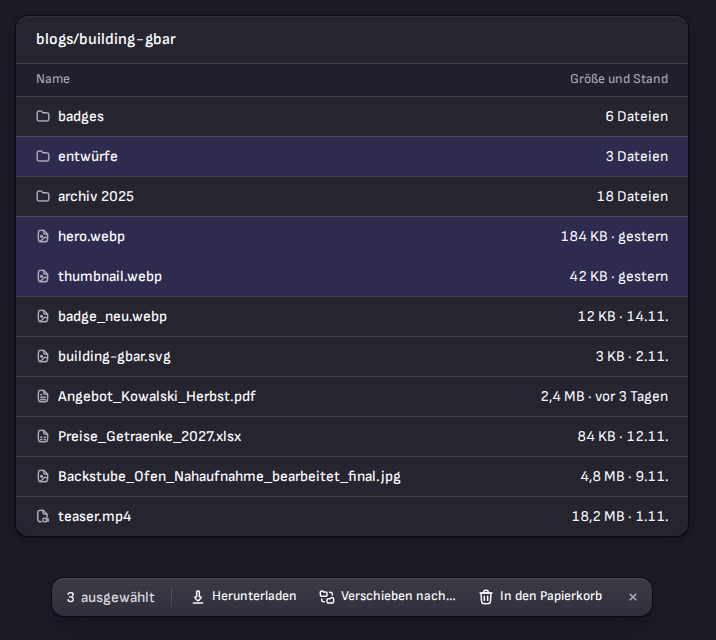 blogs/building-gbar
Name Größe und Stand
badges 6 Dateien
entwürfe 3 Dateien
archiv 2025 18 Dateien
hero.webp 184 KB · gestern
thumbnail.webp 42 KB · gestern
badge_neu.webp 12 KB · 14.11.
building-gbar.svg 3 KB · 2.11.
Angebot_Kowalski_Herbst.pdf 2,4 MB · vor 3 Tagen
Preise_Getraenke_2027.xlsx 84 KB · 12.11.
Backstube_Ofen_Nahaufnahme_bearbeitet_final.jpg 4,8 MB · 9.11.
teaser.mp4 18,2 MB · 1.11.
3 ausgewählt Herunterladen Verschieben nach… In den Papierkorb ×